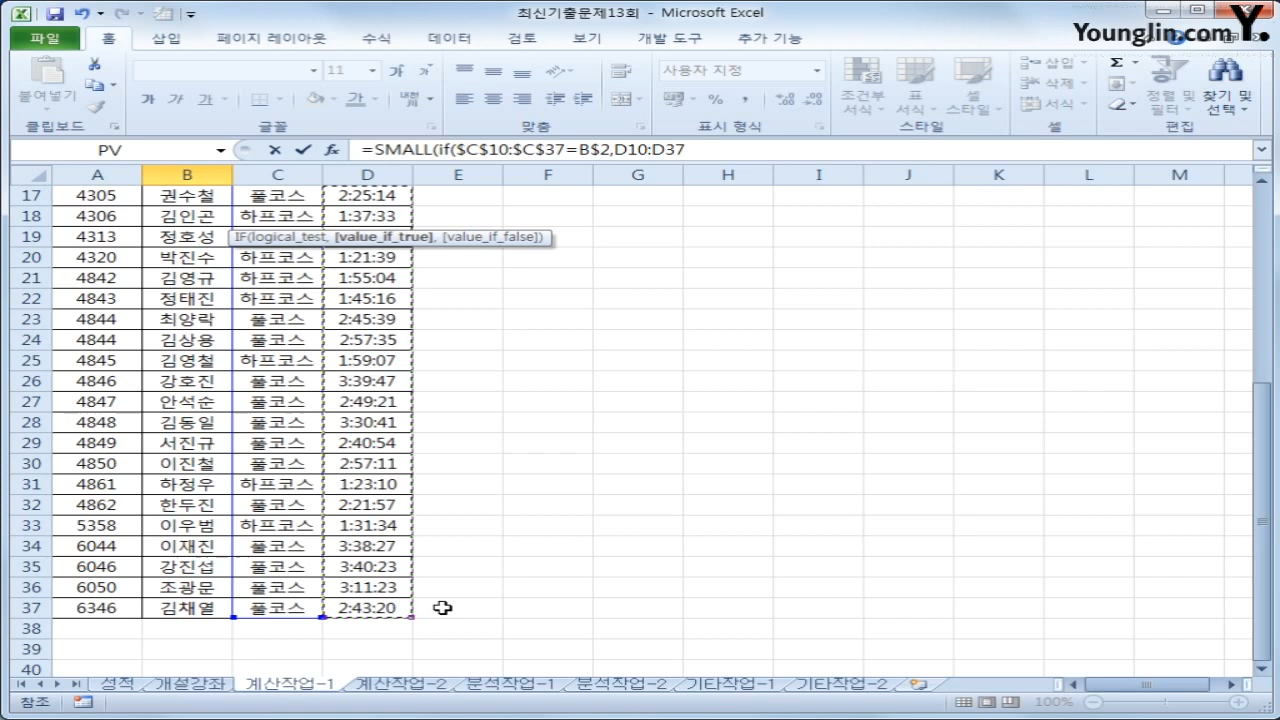 최신기출문제13회 - Microsoft Excel
YoungJin.com Y.
파일 홈 삽입 페이지 레이아웃 수식 데이터 검토 보기 개발 도구 추가 기능
붙여넣기
클립보드
11 가 가
가 가 가 가 내천
글꼴
맞춤
사용자 지정
% ,
표시 형식
조건부 서식 표 서식 셀 스타일
스타일
삽입
삭제
서식
셀
Σ
정렬 및 필터 찾기 및 선택
편집
PV fx =SMALL(if($C$10:$C$37=B$2,D10:D37
A B C D E F G H I J K L M
17 4305 권수철 풀코스 2:25:14
18 4306 김인곤 하프코스 1:37:33
19 4313 정호성 IF(logical_test, [value_if_true], [value_if_false])
20 4320 박진수 하프코스 1:21:39
21 4842 김영규 하프코스 1:55:04
22 4843 정태진 하프코스 1:45:16
23 4844 최양락 풀코스 2:45:39
24 4844 김상용 풀코스 2:57:35
25 4845 김영철 하프코스 1:59:07
26 4846 강호진 풀코스 3:39:47
27 4847 안석순 풀코스 2:49:21
28 4848 김동일 풀코스 3:30:41
29 4849 서진규 풀코스 2:40:54
30 4850 이진철 풀코스 2:57:11
31 4861 하정우 하프코스 1:23:10
32 4862 한두진 풀코스 2:21:57
33 5358 이우범 하프코스 1:31:34
34 6044 이재진 풀코스 3:38:27
35 6046 강진섭 풀코스 3:40:23
36 6050 조광문 풀코스 3:11:23
37 6346 김채열 풀코스 2:43:20
38
39
40
성적 개설강좌 계산작업-1 계산작업-2 분석작업-1 분석작업-2 기타작업-1 기타작업-2
참조 100%